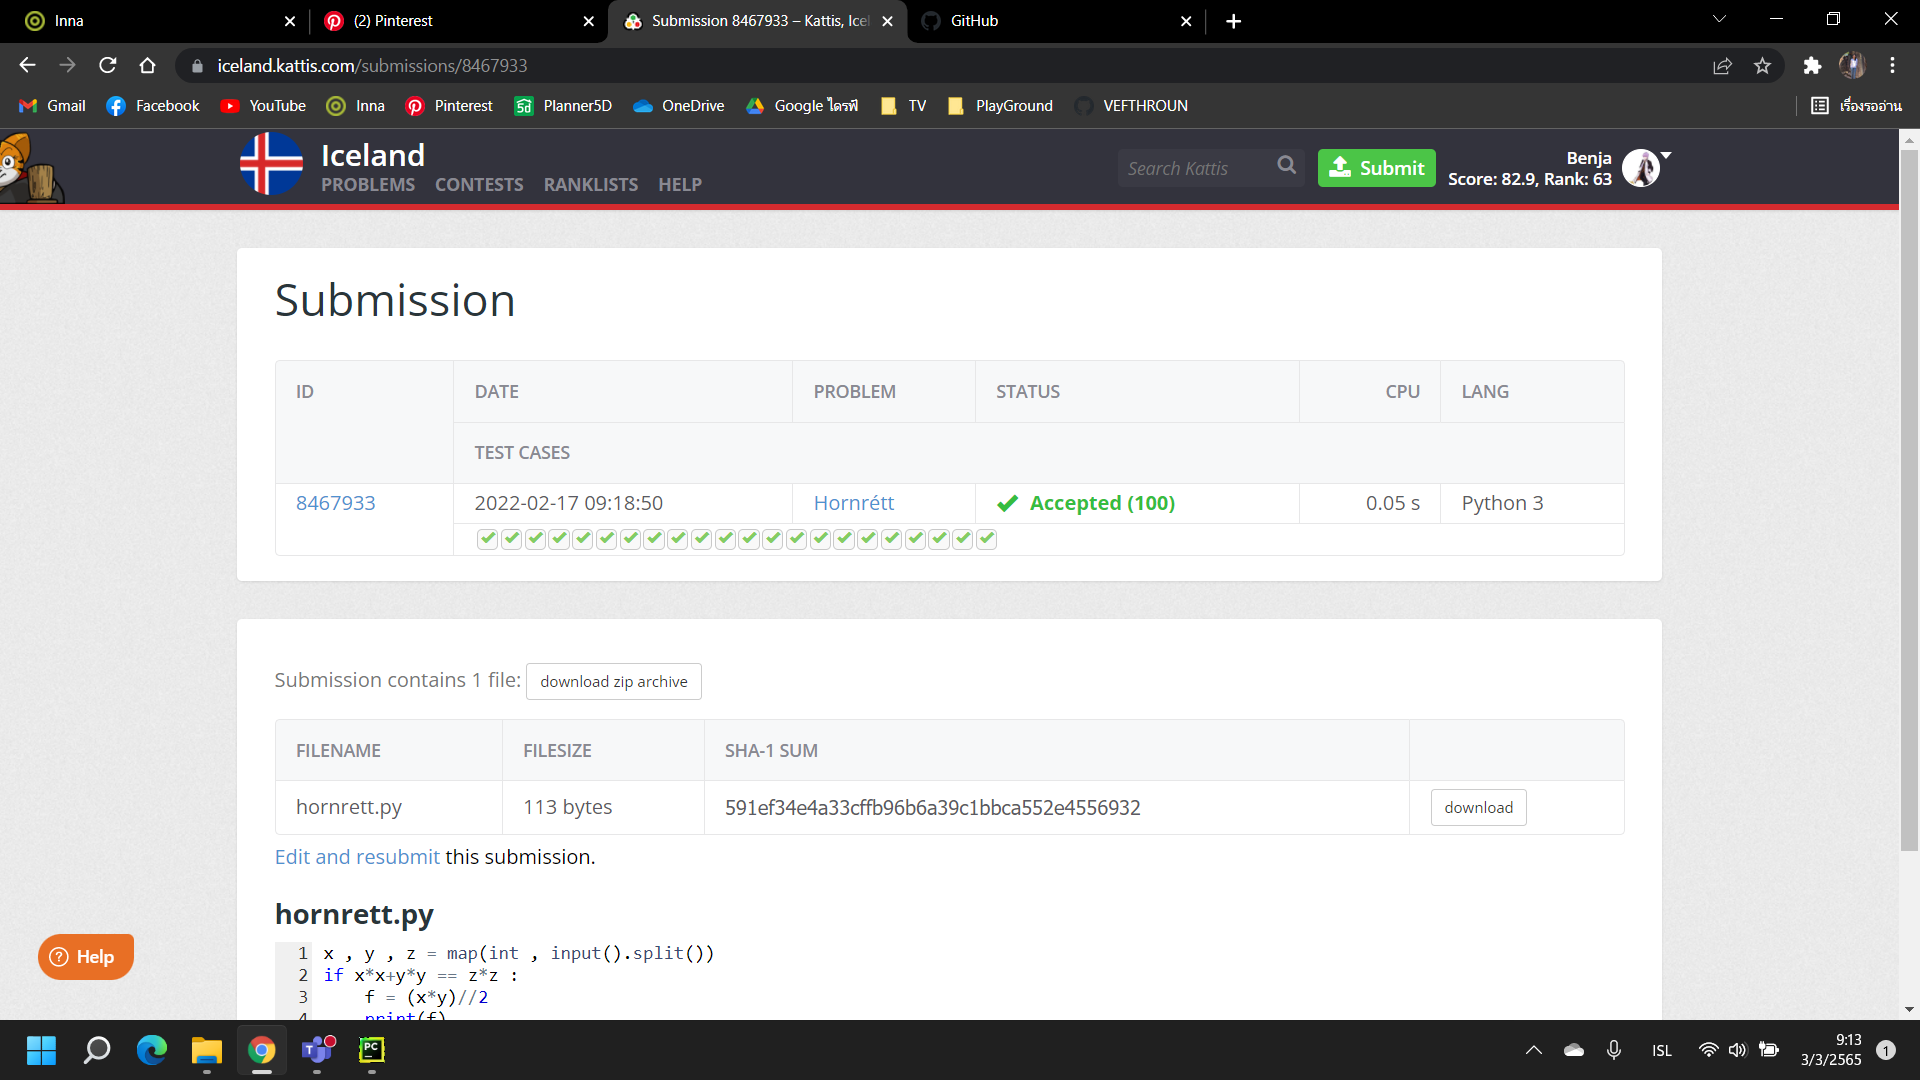 Inna
(2) Pinterest
Submission 8467933 – Kattis, Icel
GitHub
iceland.kattis.com/submissions/8467933
Gmail
Facebook
YouTube
Inna
Pinterest
Planner5D
OneDrive
Google ไดรฟ์
TV
PlayGround
VEFTHROUN
เรื่องรออ่าน
Iceland
PROBLEMS CONTESTS RANKLISTS HELP
Search Kattis
Submit
Benja
Score: 82.9, Rank: 63
Submission
ID DATE PROBLEM STATUS CPU LANG
TEST CASES
8467933 2022-02-17 09:18:50 Hornrétt Accepted (100) 0.05 s Python 3
Submission contains 1 file: download zip archive
FILENAME FILESIZE SHA-1 SUM
hornrett.py 113 bytes 591ef34e4a33cffb96b6a39c1bbca552e4556932 download
Edit and resubmit this submission.
hornrett.py
1 x , y , z = map(int , input().split())
2 if x*x+y*y == z*z :
3 f = (x*y)//2
4 print(f)
Help
PC
T
ISL
9:13
3/3/2565
1